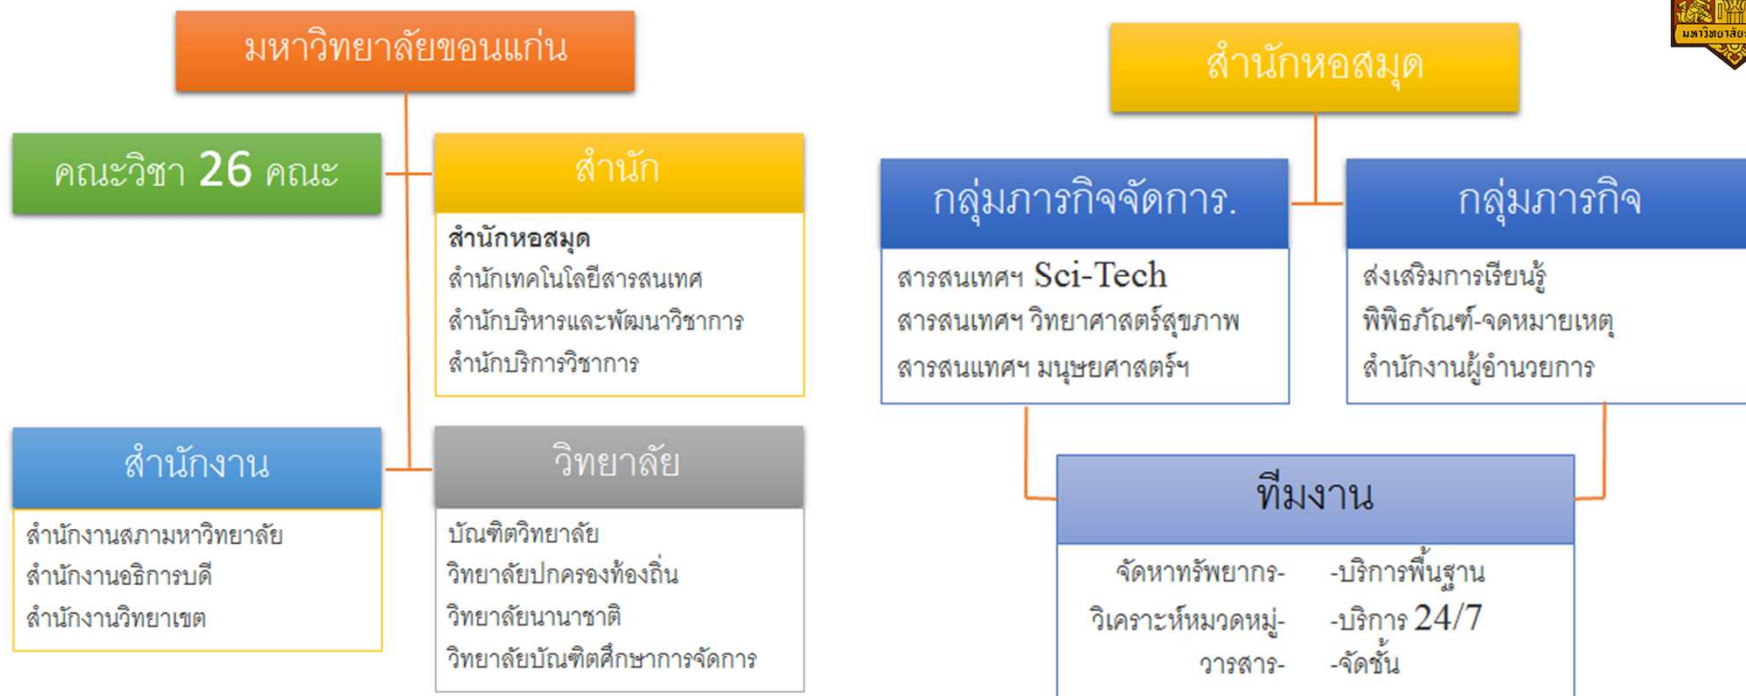 มหาวิทยาลัยขอนแก่น
คณะวิชา 26 คณะ
สำนัก
สำนักหอสมุด
สำนักเทคโนโลยีสารสนเทศ
สำนักบริหารและพัฒนาวิชาการ
สำนักบริการวิชาการ
สำนักงาน
สำนักงานสภามหาวิทยาลัย
สำนักงานอธิการบดี
สำนักงานวิทยาเขต
วิทยาลัย
บัณฑิตวิทยาลัย
วิทยาลัยปกครองท้องถิ่น
วิทยาลัยนานาชาติ
วิทยาลัยบัณฑิตศึกษาการจัดการ
สำนักหอสมุด
กลุ่มภารกิจจัดการ.
สารสนเทศฯ Sci-Tech
สารสนเทศฯ วิทยาศาสตร์สุขภาพ
สารสนแทศฯ มนุษยศาสตร์ฯ
กลุ่มภารกิจ
ส่งเสริมการเรียนรู้
พิพิธภัณฑ์-จดหมายเหตุ
สำนักงานผู้อำนวยการ
ทีมงาน
จัดหาทรัพยากร-
วิเคราะห์หมวดหมู่-
วารสาร-
-บริการพื้นฐาน
-บริการ 24/7
-จัดชั้น
มหาวิทยาลัย